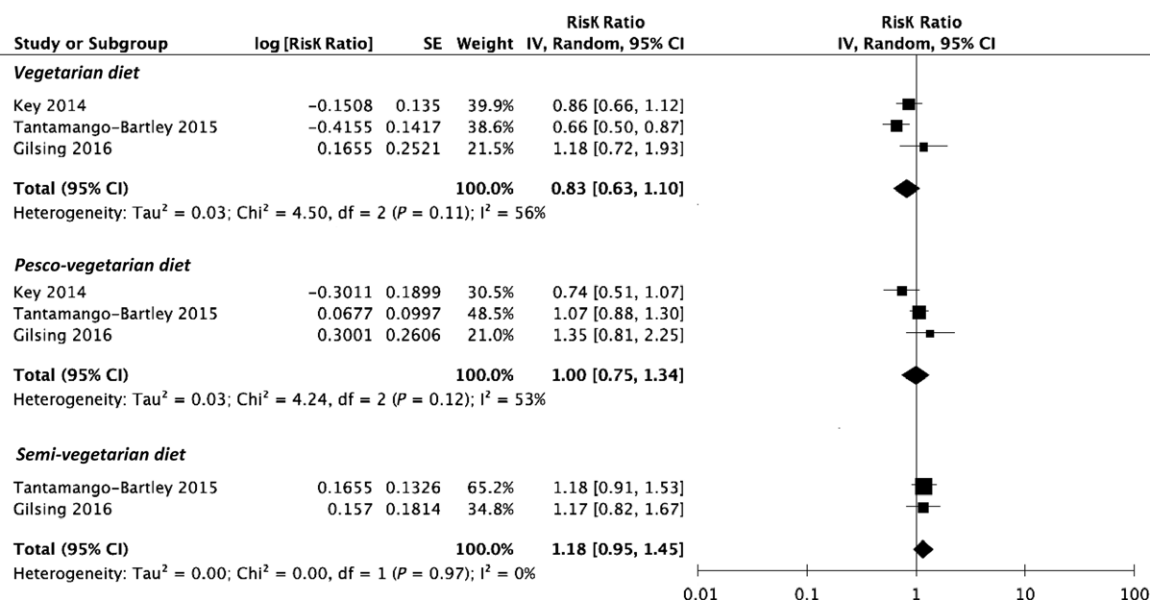 RisK Ratio RisK Ratio
Study or Subgroup log [RisK Ratio] SE Weight IV, Random, 95% CI IV, Random, 95% CI
Vegetarian diet
Key 2014 −0.1508 0.135 39.9% 0.86 [0.66, 1.12]
Tantamango−Bartley 2015 −0.4155 0.1417 38.6% 0.66 [0.50, 0.87]
Gilsing 2016 0.1655 0.2521 21.5% 1.18 [0.72, 1.93]
Total (95% CI) 100.0% 0.83 [0.63, 1.10]
Heterogeneity: Tau² = 0.03; Chi² = 4.50, df = 2 (P = 0.11); I² = 56%
Pesco-vegetarian diet
Key 2014 −0.3011 0.1899 30.5% 0.74 [0.51, 1.07]
Tantamango−Bartley 2015 0.0677 0.0997 48.5% 1.07 [0.88, 1.30]
Gilsing 2016 0.3001 0.2606 21.0% 1.35 [0.81, 2.25]
Total (95% CI) 100.0% 1.00 [0.75, 1.34]
Heterogeneity: Tau² = 0.03; Chi² = 4.24, df = 2 (P = 0.12); I² = 53%
Semi-vegetarian diet
Tantamango−Bartley 2015 0.1655 0.1326 65.2% 1.18 [0.91, 1.53]
Gilsing 2016 0.157 0.1814 34.8% 1.17 [0.82, 1.67]
Total (95% CI) 100.0% 1.18 [0.95, 1.45]
Heterogeneity: Tau² = 0.00; Chi² = 0.00, df = 1 (P = 0.97); I² = 0%
0.01 0.1 1 10 100